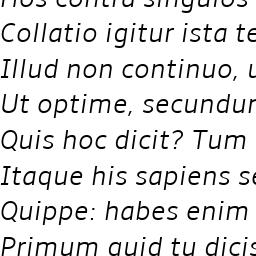 Hos contra singulos
Collatio igitur ista te
Illud non continuo, u
Ut optime, secundum
Quis hoc dicit? Tum
Itaque his sapiens se
Quippe: habes enim
Primum quid tu dicis